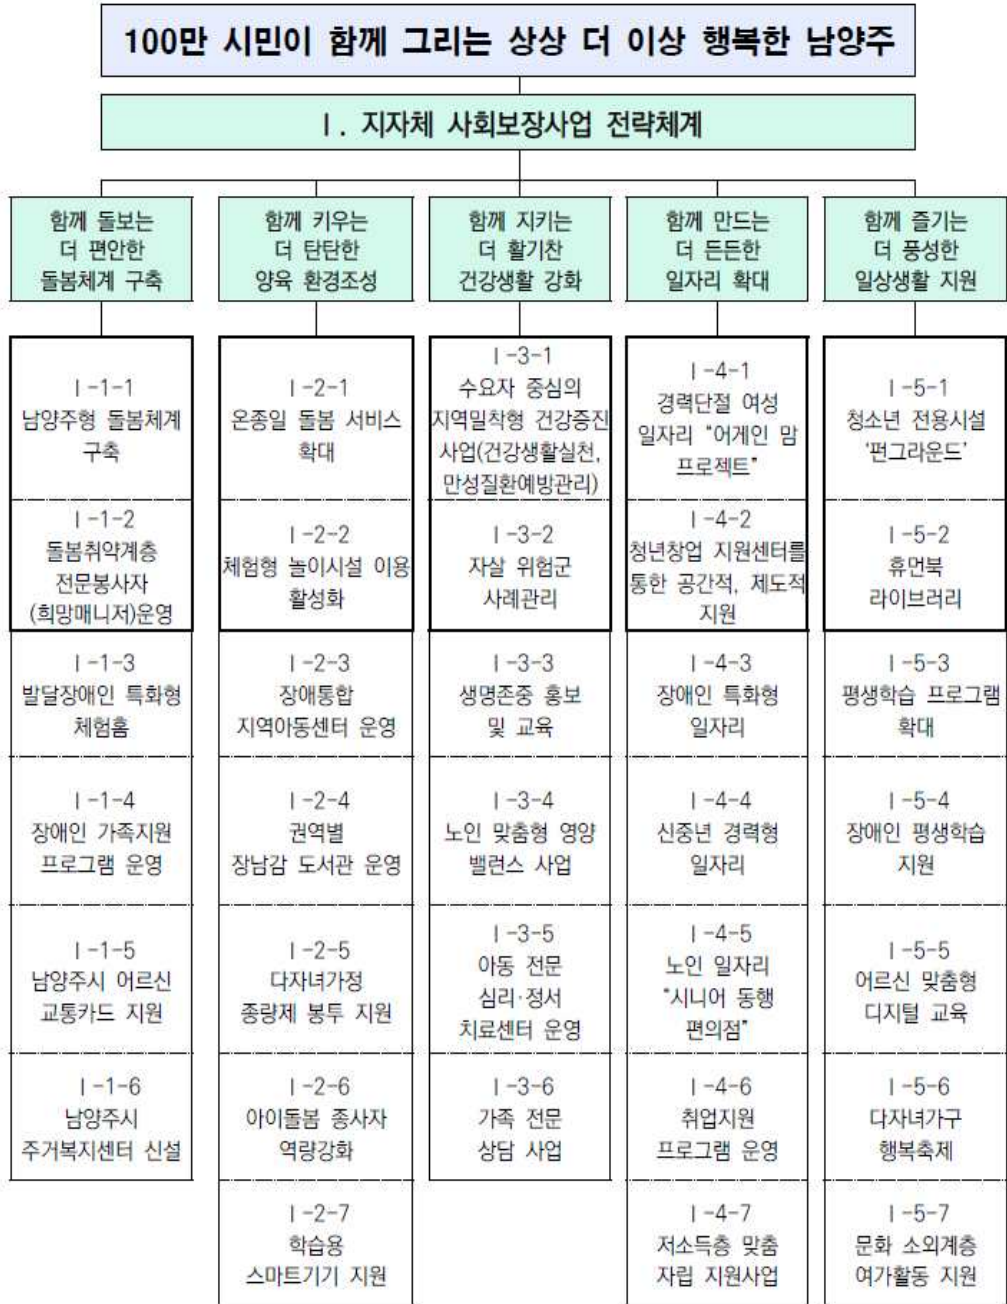 100만 시민이 함께 그리는 상상 더 이상 행복한 남양주
Ⅰ. 지자체 사회보장사업 전략체계
함께 돌보는
더 편안한
돌봄체계 구축
함께 키우는
더 탄탄한
양육 환경조성
함께 지키는
더 활기찬
건강생활 강화
함께 만드는
더 든든한
일자리 확대
함께 즐기는
더 풍성한
일상생활 지원
Ⅰ-1-1
남양주형 돌봄체계
구축
Ⅰ-1-2
돌봄취약계층
전문봉사자
(희망매니저)운영
Ⅰ-1-3
발달장애인 특화형
체험홈
Ⅰ-1-4
장애인 가족지원
프로그램 운영
Ⅰ-1-5
남양주시 어르신
교통카드 지원
Ⅰ-1-6
남양주시
주거복지센터 신설
Ⅰ-2-1
온종일 돌봄 서비스
확대
Ⅰ-2-2
체험형 놀이시설 이용
활성화
Ⅰ-2-3
장애통합
지역아동센터 운영
Ⅰ-2-4
권역별
장남감 도서관 운영
Ⅰ-2-5
다자녀가정
종량제 봉투 지원
Ⅰ-2-6
아이돌봄 종사자
역량강화
Ⅰ-2-7
학습용
스마트기기 지원
Ⅰ-3-1
수요자 중심의
지역밀착형 건강증진
사업(건강생활실천,
만성질환예방관리)
Ⅰ-3-2
자살 위험군
사례관리
Ⅰ-3-3
생명존중 홍보
및 교육
Ⅰ-3-4
노인 맞춤형 영양
밸런스 사업
Ⅰ-3-5
아동 전문
심리·정서
치료센터 운영
Ⅰ-3-6
가족 전문
상담 사업
Ⅰ-4-1
경력단절 여성
일자리 “어게인 맘
프로젝트”
Ⅰ-4-2
청년창업 지원센터를
통한 공간적, 제도적
지원
Ⅰ-4-3
장애인 특화형
일자리
Ⅰ-4-4
신중년 경력형
일자리
Ⅰ-4-5
노인 일자리
“시니어 동행
편의점”
Ⅰ-4-6
취업지원
프로그램 운영
Ⅰ-4-7
저소득층 맞춤
자립 지원사업
Ⅰ-5-1
청소년 전용시설
‘펀그라운드’
Ⅰ-5-2
휴먼북
라이브러리
Ⅰ-5-3
평생학습 프로그램
확대
Ⅰ-5-4
장애인 평생학습
지원
Ⅰ-5-5
어르신 맞춤형
디지털 교육
Ⅰ-5-6
다자녀가구
행복축제
Ⅰ-5-7
문화 소외계층
여가활동 지원